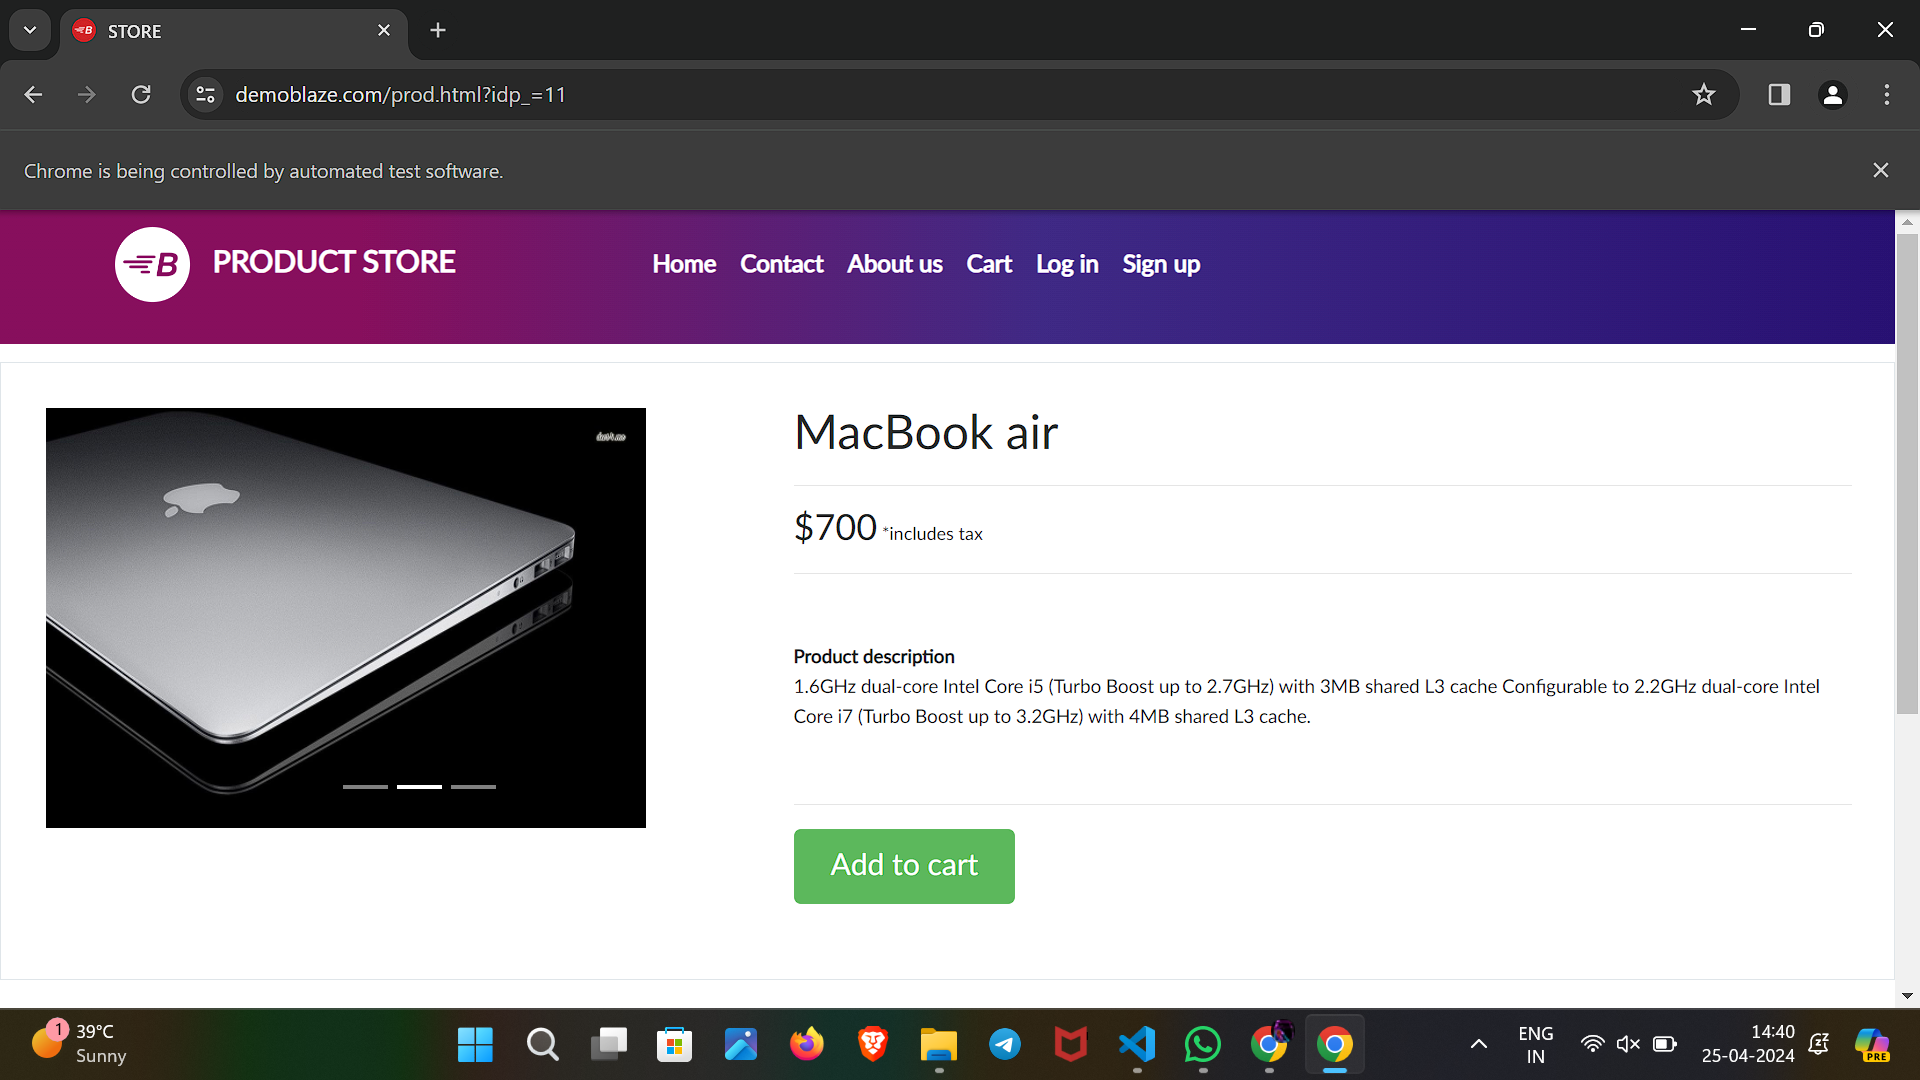 STORE
demoblaze.com/prod.html?idp_=11
Chrome is being controlled by automated test software.
B PRODUCT STORE
Home Contact About us Cart Log in Sign up
MacBook air
$700 *includes tax
Product description
1.6GHz dual-core Intel Core i5 (Turbo Boost up to 2.7GHz) with 3MB shared L3 cache Configurable to 2.2GHz dual-core Intel
Core i7 (Turbo Boost up to 3.2GHz) with 4MB shared L3 cache.
Add to cart
1 39°C
Sunny
ENG
IN
14:40
25-04-2024
PRE